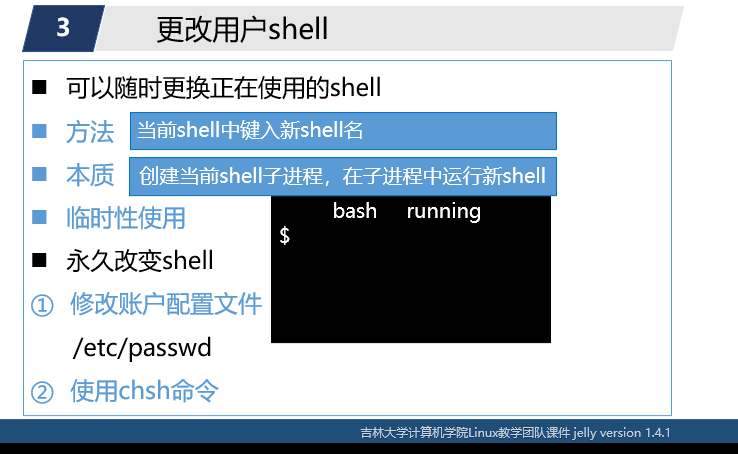 3 更改用户shell
■ 可以随时更换正在使用的shell
■ 方法 当前shell中键入新shell名
■ 本质 创建当前shell子进程，在子进程中运行新shell
■ 临时性使用
bash running
$
■ 永久改变shell
① 修改账户配置文件
/etc/passwd
② 使用chsh命令
吉林大学计算机学院Linux教学团队课件 jelly version 1.4.1